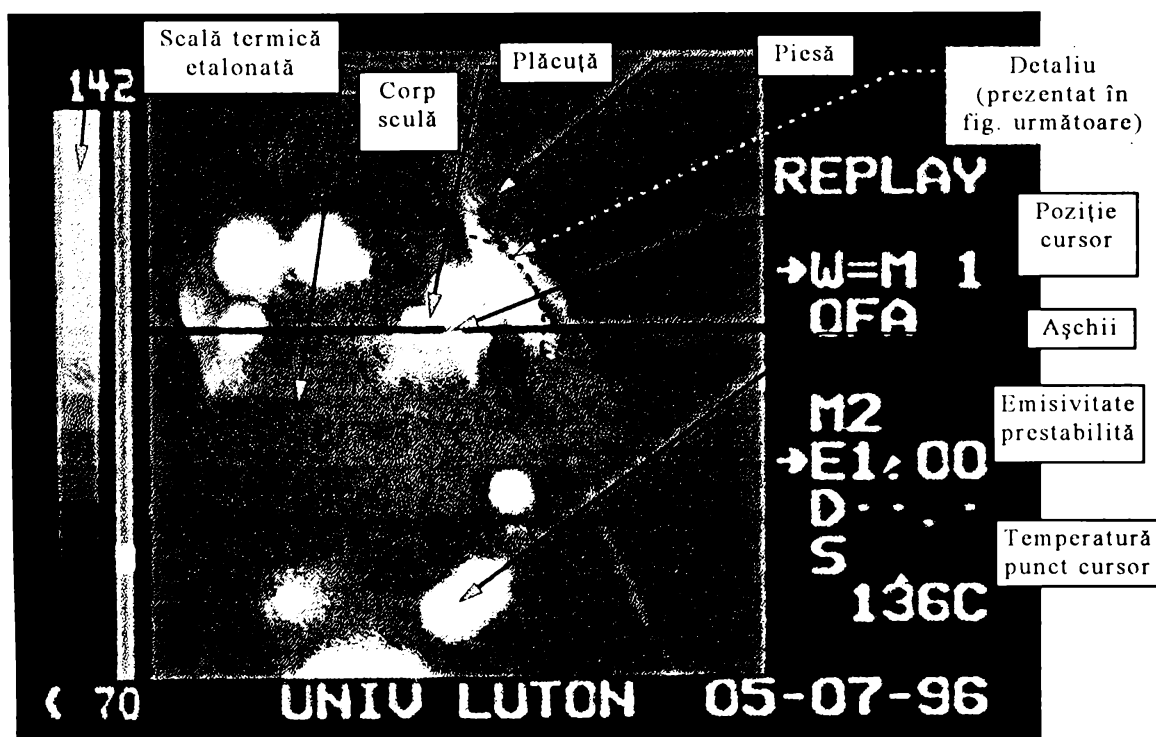 Scală termică
etalonată
Plăcuţă
Piesă
Detaliu
(prezentat în
fig. următoare)
142
Corp
sculă
REPLAY
Poziţie
cursor
W=M 1
OFA
Aşchii
M2
Emisivitate
prestabilită
E1.00
D--.-
S
Temperatură
punct cursor
136C
< 70
UNIV LUTON 05-07-96